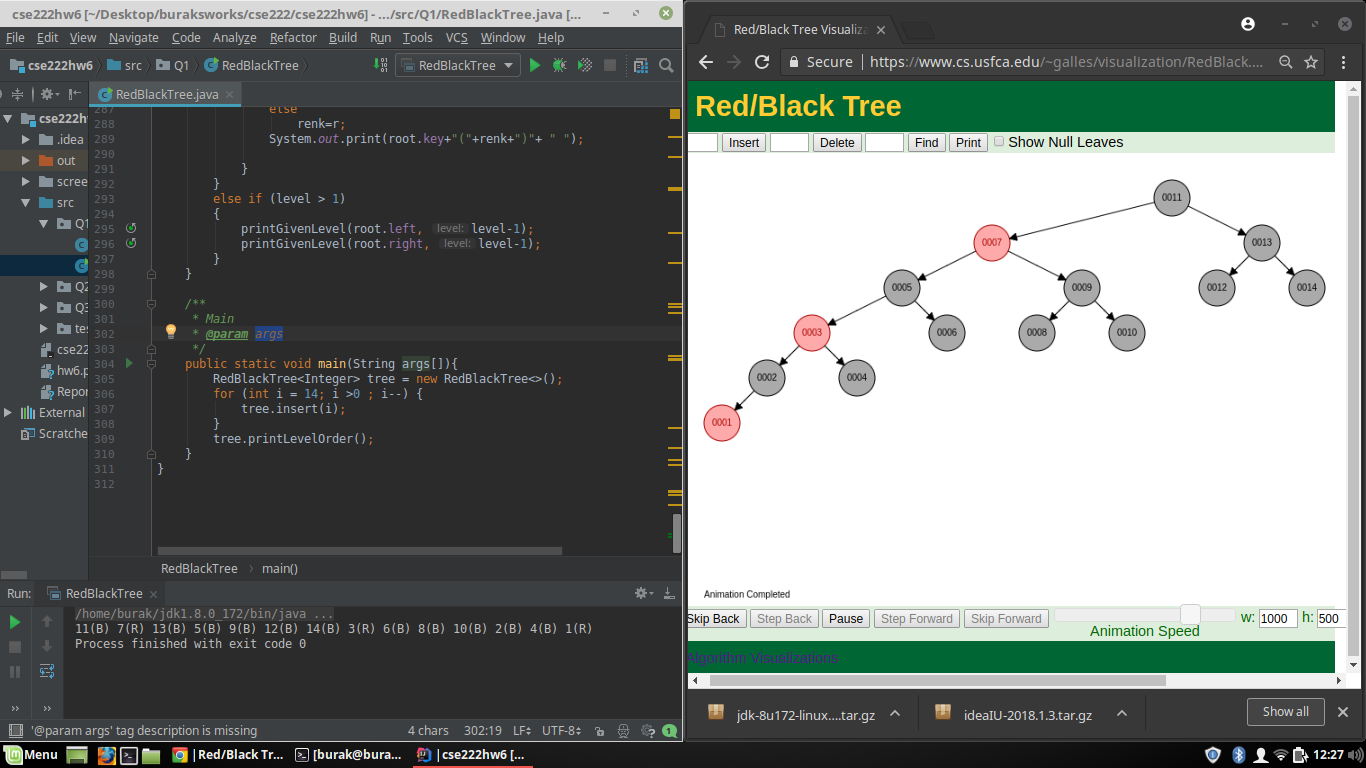 cse222hw6 [~/Desktop/buraksworks/cse222/cse222hw6] - .../src/Q1/RedBlackTree.java [...
File Edit View Navigate Code Analyze Refactor Build Run Tools VCS Window Help
cse222hw6 src Q1 RedBlackTree
RedBlackTree
RedBlackTree.java
cse222h
.idea
out
scree
src
Q1
Q2
Q3
tes
cse22
hw6.p
Repor
External
Scratche
287 else
288 renk=r;
289 System.out.print(root.key+"("+renk+")"+ " ");
290
291 }
292 }
293 else if (level > 1)
294 {
295 printGivenLevel(root.left, level: level-1);
296 printGivenLevel(root.right, level: level-1);
297 }
298 }
299
300 /**
301 * Main
302 * @param args
303 */
304 public static void main(String args[]){
305 RedBlackTree<Integer> tree = new RedBlackTree<>();
306 for (int i = 14; i >0 ; i--) {
307 tree.insert(i);
308 }
309 tree.printLevelOrder();
310 }
311 }
312
RedBlackTree main()
Run: RedBlackTree
/home/burak/jdk1.8.0_172/bin/java ...
11(B) 7(R) 13(B) 5(B) 9(B) 12(B) 14(B) 3(R) 6(B) 8(B) 10(B) 2(B) 4(B) 1(R)
Process finished with exit code 0
'@param args' tag description is missing 4 chars 302:19 LF÷ UTF-8÷ 1
Red/Black Tree Visualiza
Secure https://www.cs.usfca.edu/~galles/visualization/RedBlack....
Red/Black Tree
Insert Delete Find Print Show Null Leaves
0011
0007 0013
0005 0009 0012 0014
0003 0006 0008 0010
0002 0004
0001
Animation Completed
Skip Back Step Back Pause Step Forward Skip Forward w: 1000 h: 500
Animation Speed
Algorithm Visualizations
jdk-8u172-linux....tar.gz ideaIU-2018.1.3.tar.gz Show all
Menu Red/Black Tr... [burak@bura... cse222hw6 [... 12:27